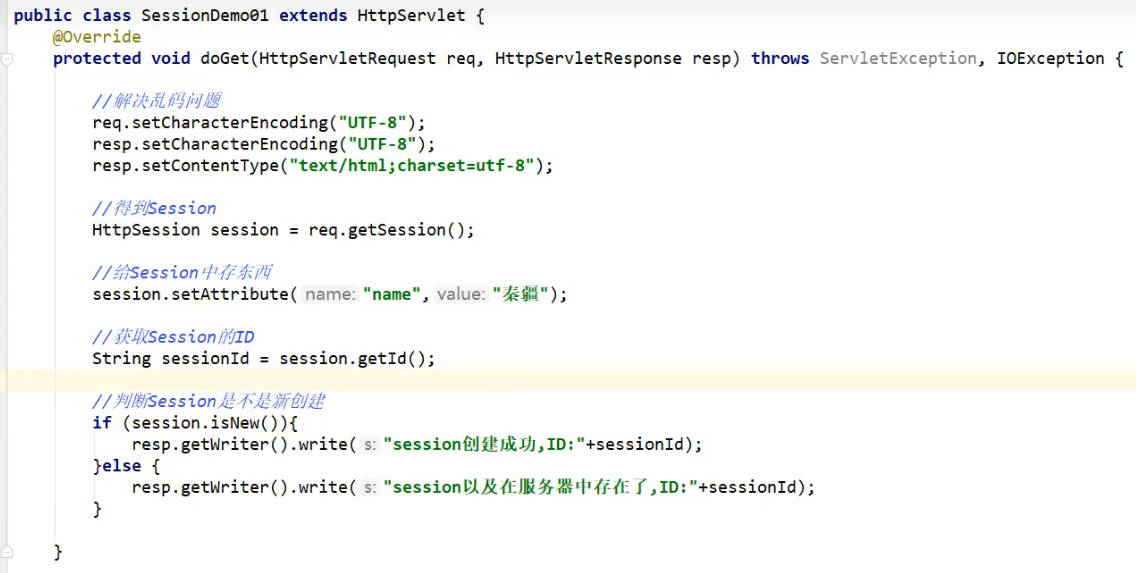 public class SessionDemo01 extends HttpServlet {
@Override
protected void doGet(HttpServletRequest req, HttpServletResponse resp) throws ServletException, IOException {
//解决乱码问题
req.setCharacterEncoding("UTF-8");
resp.setCharacterEncoding("UTF-8");
resp.setContentType("text/html;charset=utf-8");
//得到Session
HttpSession session = req.getSession();
//给Session中存东西
session.setAttribute( name: "name", value: "秦疆");
//获取Session的ID
String sessionId = session.getId();
//判断Session是不是新创建
if (session.isNew()){
resp.getWriter().write( s: "session创建成功,ID:"+sessionId);
}else {
resp.getWriter().write( s: "session以及在服务器中存在了,ID:"+sessionId);
}
}